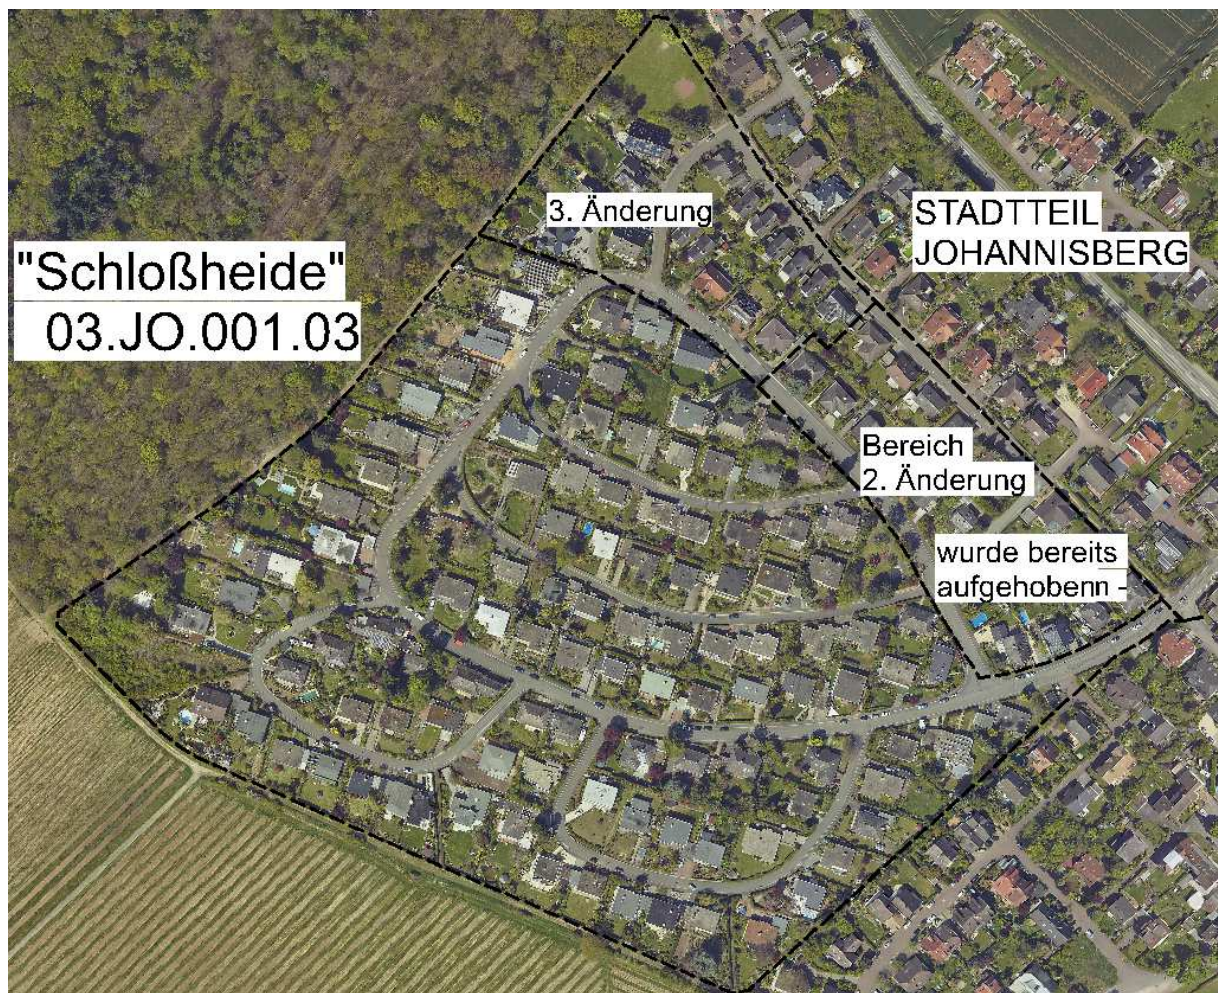 "Schloßheide"
03.JO.001.03
3. Änderung
STADTTEIL
JOHANNISBERG
Bereich
2. Änderung
wurde bereits
aufgehobenn -